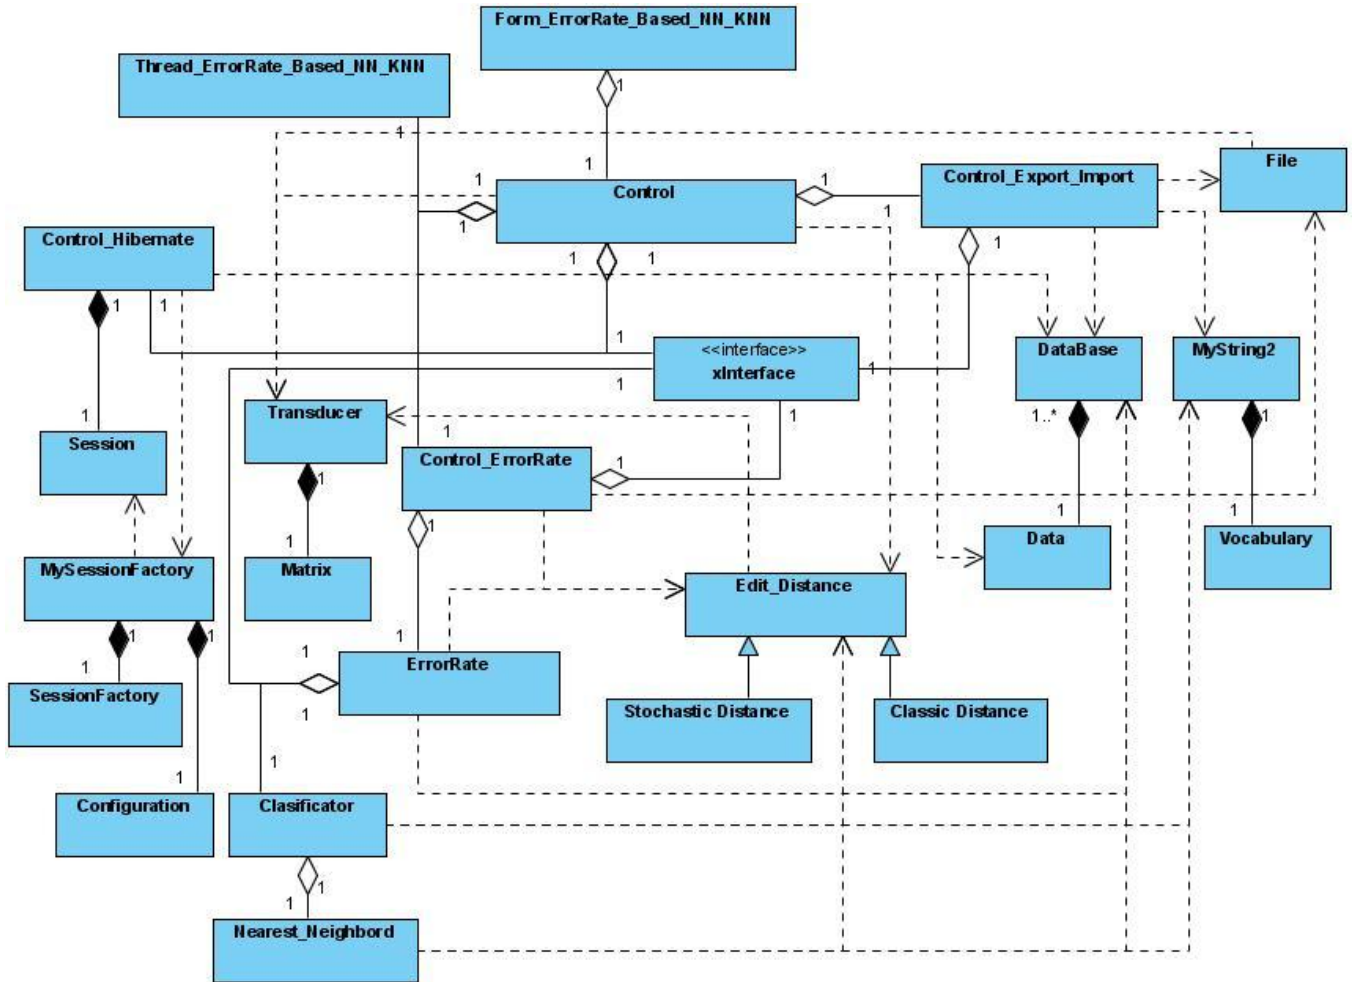 Form_ErrorRate_Based_NN_KNN
Thread_ErrorRate_Based_NN_KNN
1
1
1
File
1
1
1
Control_Export_Import
Control
1
1
1
Control_Hibernate
1
1
1
1
1
1
<<interface>>
xInterface
DataBase
MyString2
1
1
1
Transducer
1
1..*
1
1
Session
1
Control_ErrorRate
1
1
1
1
1
1
Matrix
Data
Vocabulary
MySessionFactory
Edit_Distance
1
1
1
1
1
ErrorRate
SessionFactory
1
Stochastic Distance
Classic Distance
1
1
Configuration
Clasificator
1
1
Nearest_Neighbord